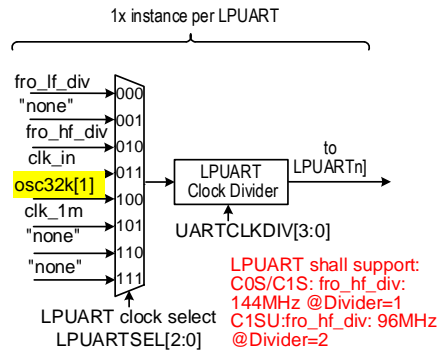 1x instance per LPUART
fro_lf_div
000
"none"
001
fro_hf_div
010
clk_in
011
osc32k[1]
100
clk_1m
101
"none"
110
"none"
111
LPUART
Clock Divider
to
LPUARTn]
UARTCLKDIV[3:0]
LPUART clock select
LPUARTSEL[2:0]
LPUART shall support:
C0S/C1S: fro_hf_div:
144MHz @Divider=1
C1SU:fro_hf_div: 96MHz
@Divider=2